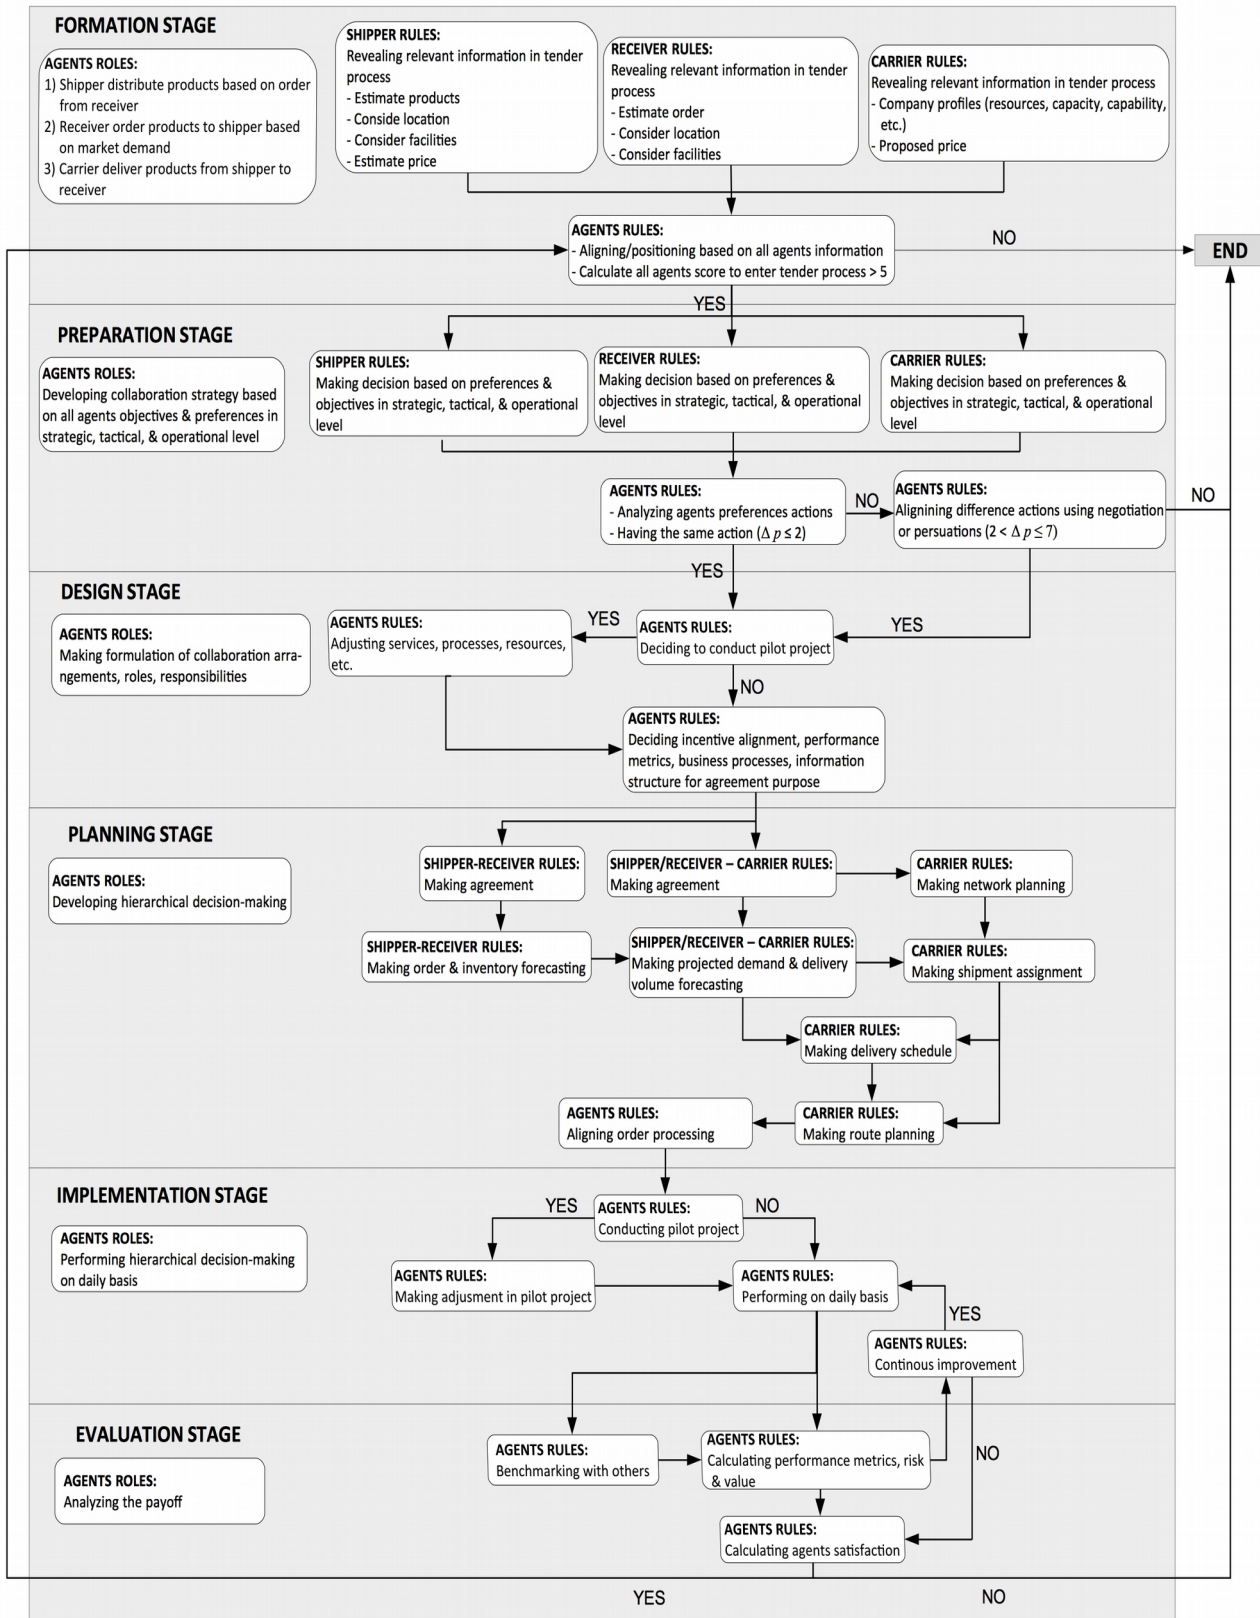 FORMATION STAGE
AGENTS ROLES:
1) Shipper distribute products based on order
from receiver
2) Receiver order products to shipper based
on market demand
3) Carrier deliver products from shipper to
receiver
SHIPPER RULES:
Revealing relevant information in tender
process
- Estimate products
- Conside location
- Consider facilities
- Estimate price
RECEIVER RULES:
Revealing relevant information in tender
process
- Estimate order
- Consider location
- Consider facilities
CARRIER RULES:
Revealing relevant information in tender process
- Company profiles (resources, capacity, capability,
etc.)
- Proposed price
AGENTS RULES:
- Aligning/positioning based on all agents information
- Calculate all agents score to enter tender process > 5
NO
END
YES
PREPARATION STAGE
AGENTS ROLES:
Developing collaboration strategy based
on all agents objectives & preferences in
strategic, tactical, & operational level
SHIPPER RULES:
Making decision based on preferences &
objectives in strategic, tactical, & operational
level
RECEIVER RULES:
Making decision based on preferences &
objectives in strategic, tactical, & operational
level
CARRIER RULES:
Making decision based on preferences &
objectives in strategic, tactical, & operational
level
AGENTS RULES:
- Analyzing agents preferences actions
- Having the same action (Δ p ≤ 2)
NO
AGENTS RULES:
Alignining difference actions using negotiation
or persuations (2 < Δ p ≤ 7)
NO
YES
DESIGN STAGE
AGENTS ROLES:
Making formulation of collaboration arra-
ngements, roles, responsibilities
AGENTS RULES:
Adjusting services, processes, resources,
etc.
YES
AGENTS RULES:
Deciding to conduct pilot project
YES
NO
AGENTS RULES:
Deciding incentive alignment, performance
metrics, business processes, information
structure for agreement purpose
PLANNING STAGE
AGENTS ROLES:
Developing hierarchical decision-making
SHIPPER-RECEIVER RULES:
Making agreement
SHIPPER/RECEIVER – CARRIER RULES:
Making agreement
CARRIER RULES:
Making network planning
SHIPPER-RECEIVER RULES:
Making order & inventory forecasting
SHIPPER/RECEIVER – CARRIER RULES:
Making projected demand & delivery
volume forecasting
CARRIER RULES:
Making shipment assignment
CARRIER RULES:
Making delivery schedule
AGENTS RULES:
Aligning order processing
CARRIER RULES:
Making route planning
IMPLEMENTATION STAGE
AGENTS ROLES:
Performing hierarchical decision-making
on daily basis
YES
AGENTS RULES:
Conducting pilot project
NO
AGENTS RULES:
Making adjusment in pilot project
AGENTS RULES:
Performing on daily basis
YES
AGENTS RULES:
Continous improvement
EVALUATION STAGE
AGENTS ROLES:
Analyzing the payoff
AGENTS RULES:
Benchmarking with others
AGENTS RULES:
Calculating performance metrics, risk
& value
NO
AGENTS RULES:
Calculating agents satisfaction
YES
NO